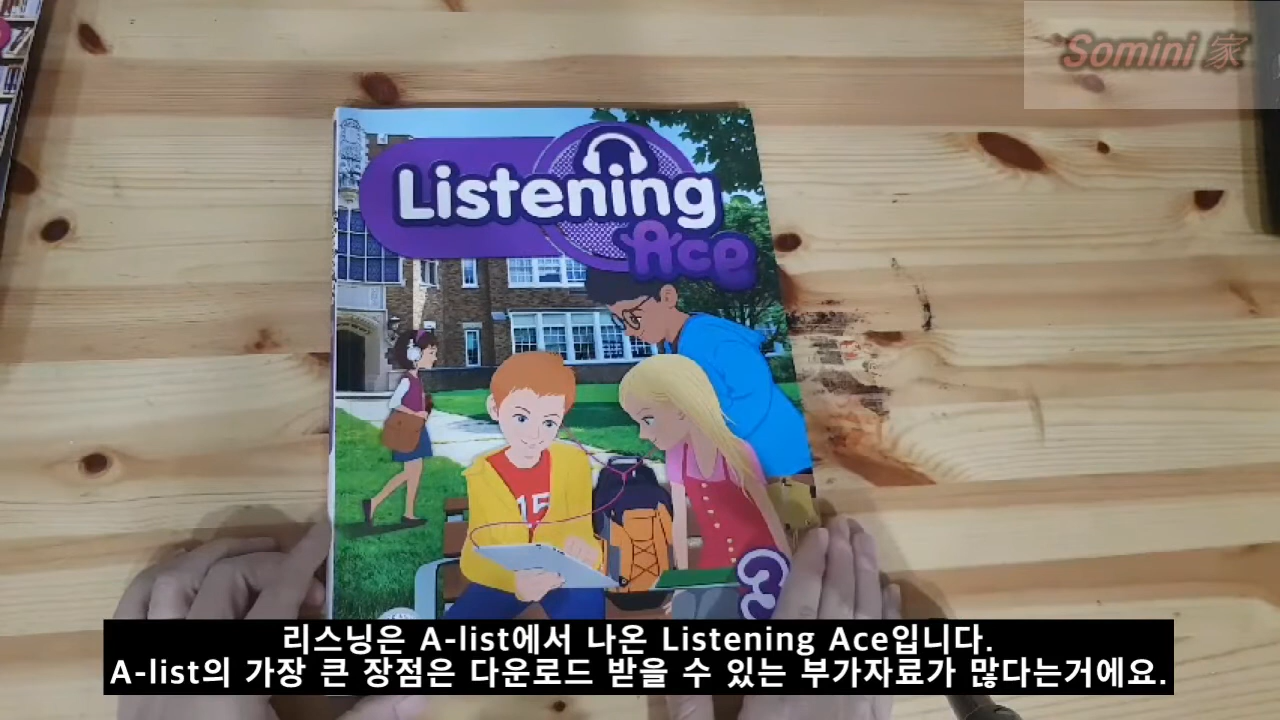 Somini 家
Listening
Ace
15
3
리스닝은 A-list에서 나온 Listening Ace입니다.
A-list의 가장 큰 장점은 다운로드 받을 수 있는 부가자료가 많다는거에요.